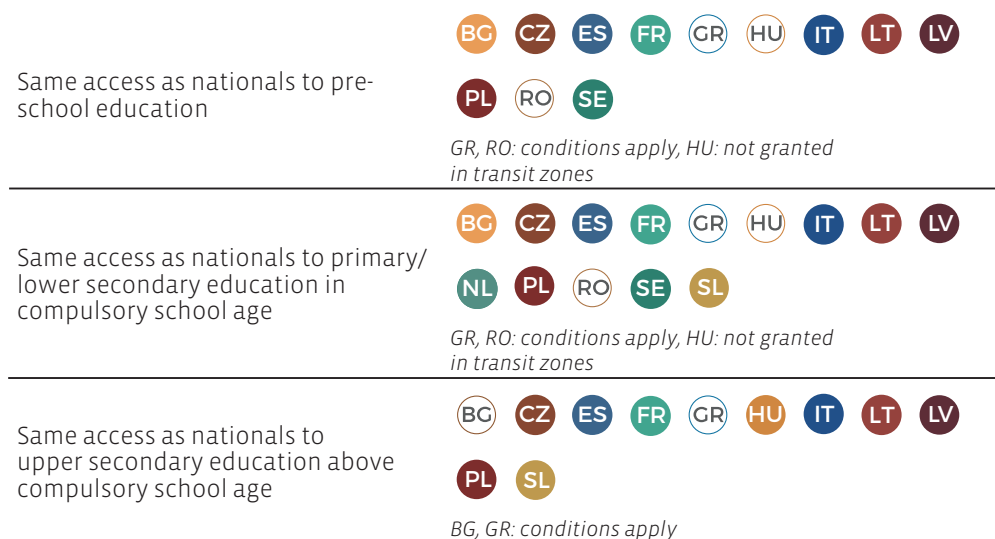 BG CZ ES FR GR HU IT LT LV
Same access as nationals to pre-
school education
PL RO SE
GR, RO: conditions apply, HU: not granted
in transit zones
BG CZ ES FR GR HU IT LT LV
Same access as nationals to primary/
lower secondary education in
compulsory school age
NL PL RO SE SL
GR, RO: conditions apply, HU: not granted
in transit zones
BG CZ ES FR GR HU IT LT LV
Same access as nationals to
upper secondary education above
compulsory school age
PL SL
BG, GR: conditions apply